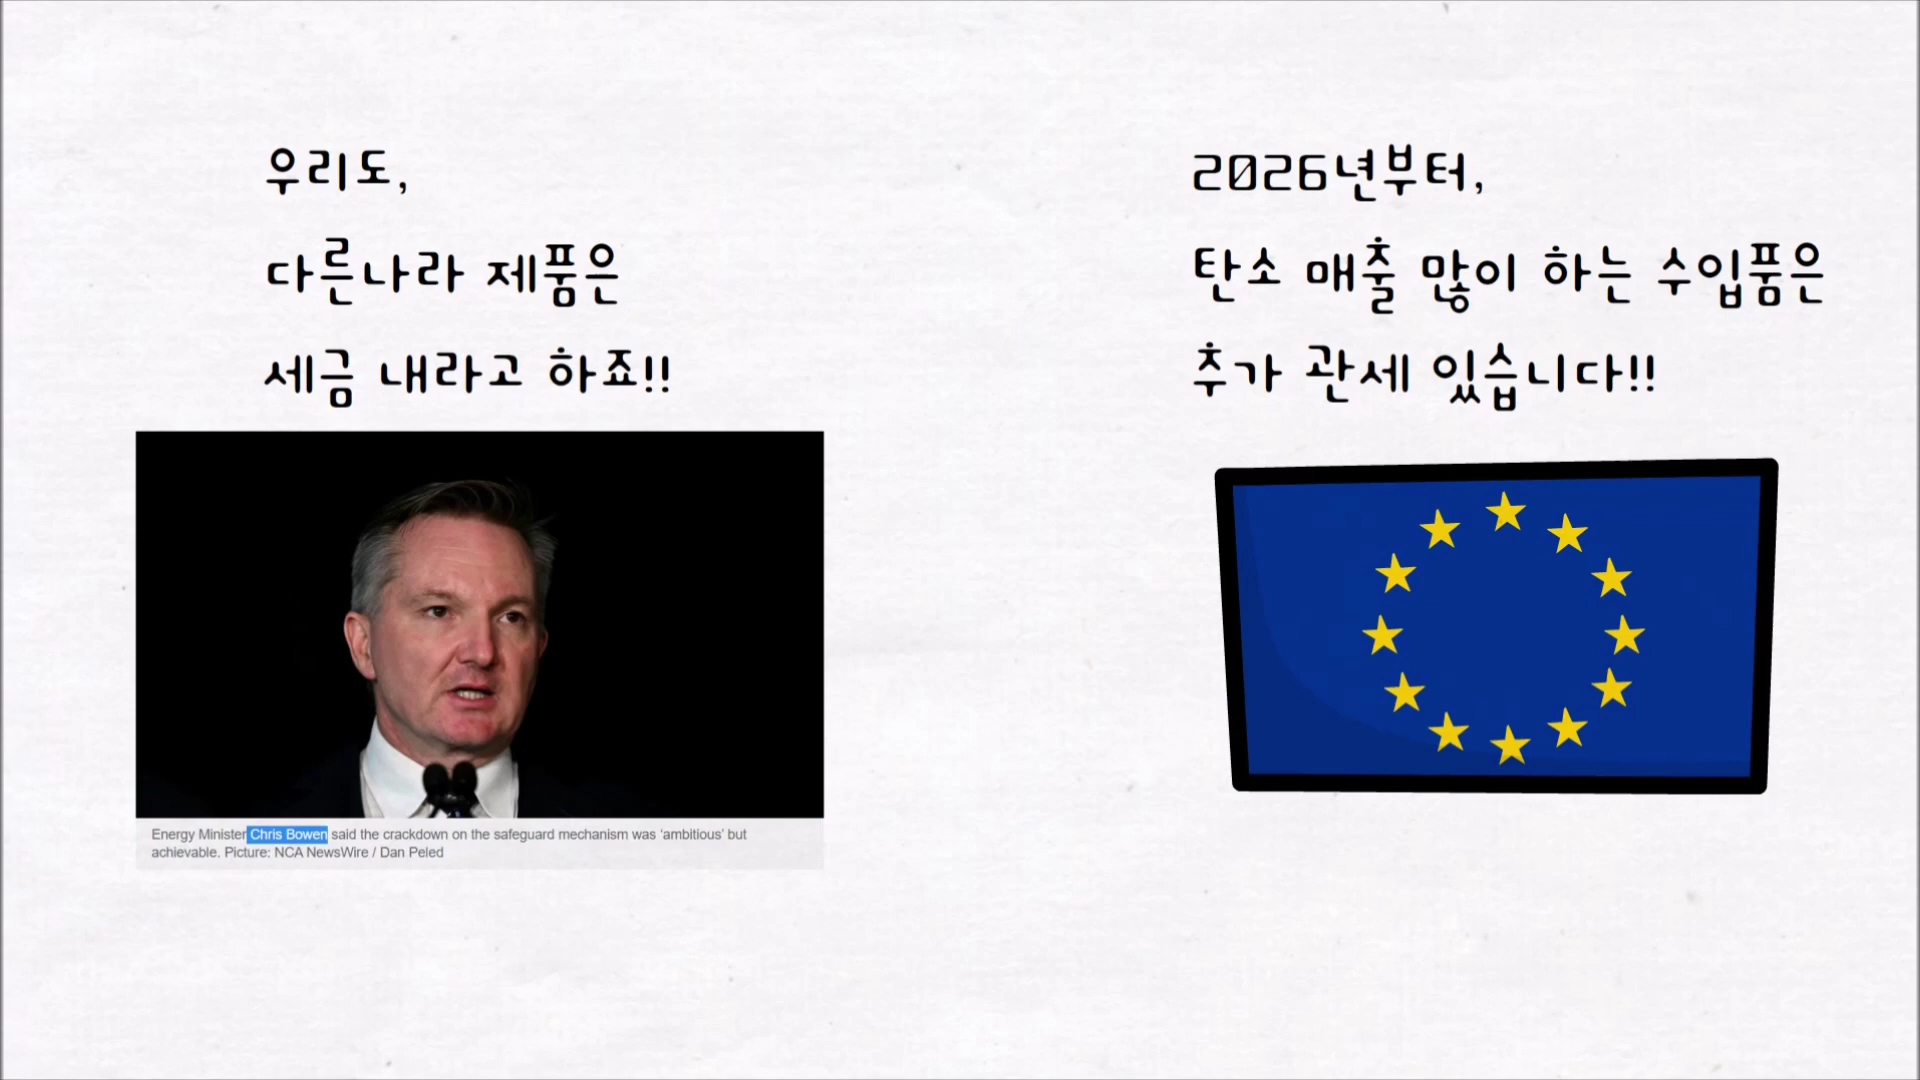 우리도,
다른나라 제품은
세금 내라고 하죠!!
2026년부터,
탄소 매출 많이 하는 수입품은
추가 관세 있습니다!!
Energy Minister Chris Bowen said the crackdown on the safeguard mechanism was ‘ambitious’ but
achievable. Picture: NCA NewsWire / Dan Peled